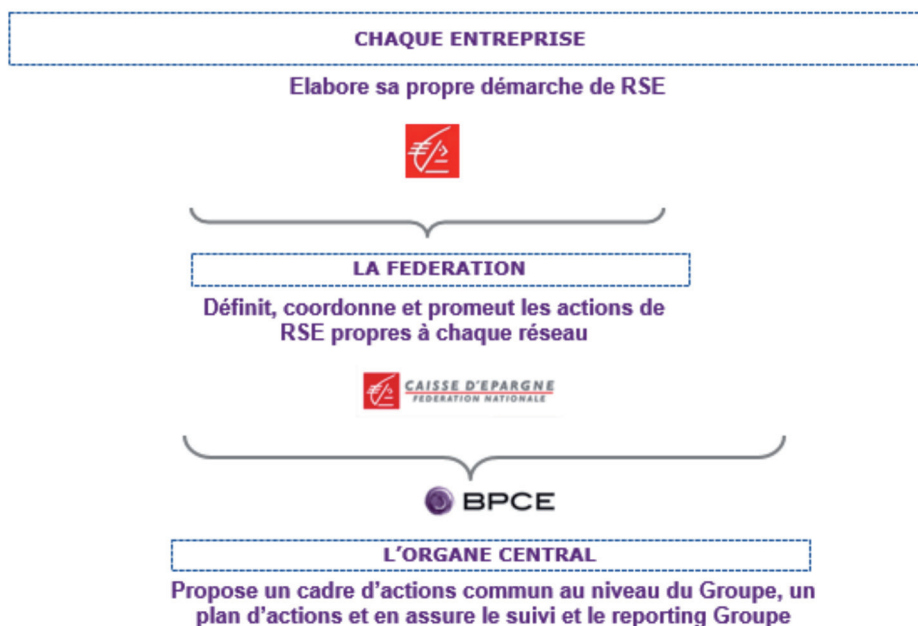 CHAQUE ENTREPRISE
Elabore sa propre démarche de RSE
LA FEDERATION
Définit, coordonne et promeut les actions de
RSE propres à chaque réseau
CAISSE D'EPARGNE
FEDERATION NATIONALE
BPCE
L'ORGANE CENTRAL
Propose un cadre d'actions commun au niveau du Groupe, un
plan d'actions et en assure le suivi et le reporting Groupe